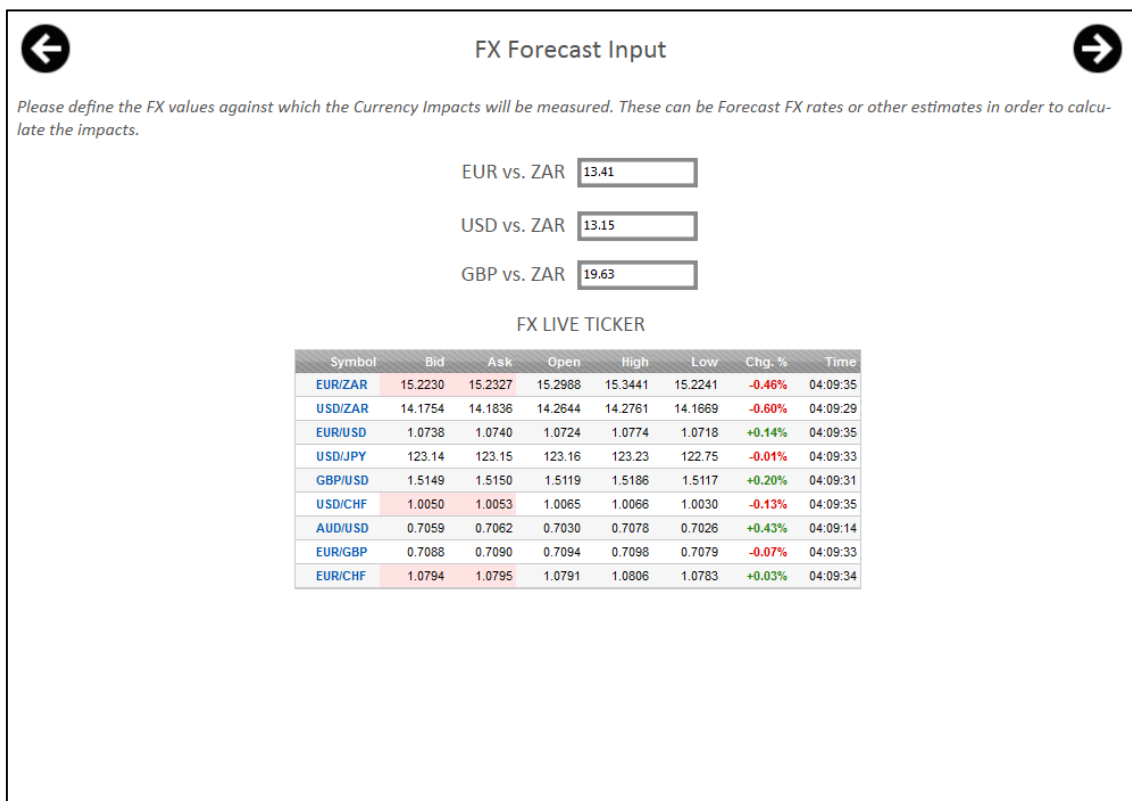 FX Forecast Input
Please define the FX values against which the Currency Impacts will be measured. These can be Forecast FX rates or other estimates in order to calcu-
late the impacts.
EUR vs. ZAR 13.41
USD vs. ZAR 13.15
GBP vs. ZAR 19.63
FX LIVE TICKER
Symbol Bid Ask Open High Low Chg. % Time
EUR/ZAR 15.2230 15.2327 15.2988 15.3441 15.2241 -0.46% 04:09:35
USD/ZAR 14.1754 14.1836 14.2644 14.2761 14.1669 -0.60% 04:09:29
EUR/USD 1.0738 1.0740 1.0724 1.0774 1.0718 +0.14% 04:09:35
USD/JPY 123.14 123.15 123.16 123.23 122.75 -0.01% 04:09:33
GBP/USD 1.5149 1.5150 1.5119 1.5186 1.5117 +0.20% 04:09:31
USD/CHF 1.0050 1.0053 1.0065 1.0066 1.0030 -0.13% 04:09:35
AUD/USD 0.7059 0.7062 0.7030 0.7078 0.7026 +0.43% 04:09:14
EUR/GBP 0.7088 0.7090 0.7094 0.7098 0.7079 -0.07% 04:09:33
EUR/CHF 1.0794 1.0795 1.0791 1.0806 1.0783 +0.03% 04:09:34